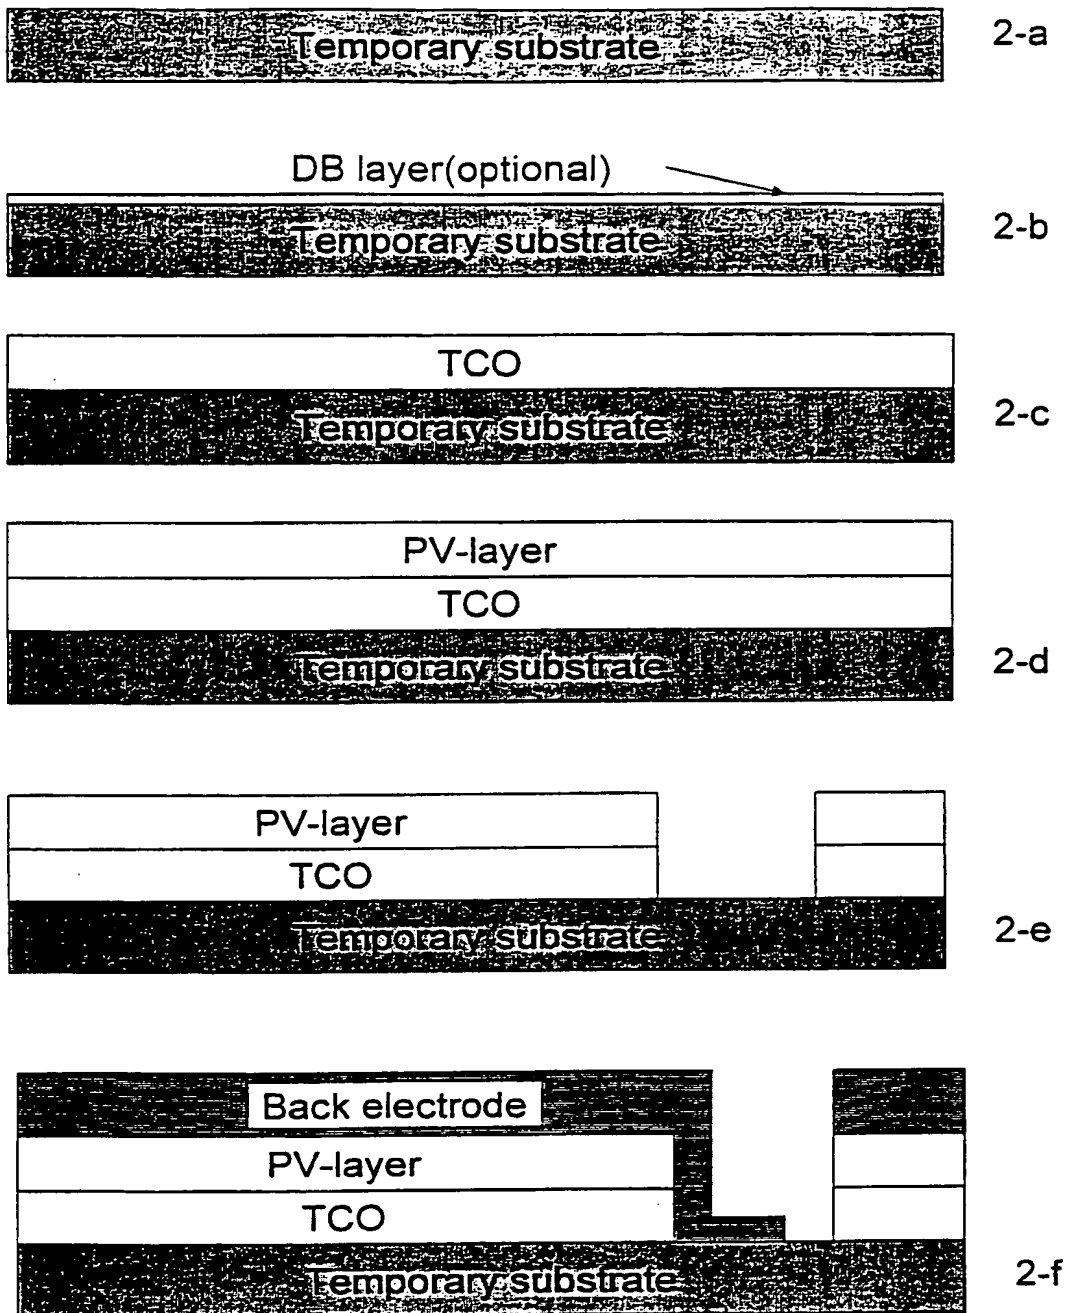 Temporary substrate 2-a
DB layer(optional)
Temporary substrate 2-b
TCO
Temporary substrate 2-c
PV-layer
TCO
Temporary substrate 2-d
PV-layer
TCO
Temporary substrate 2-e
Back electrode
PV-layer
TCO
Temporary substrate 2-f